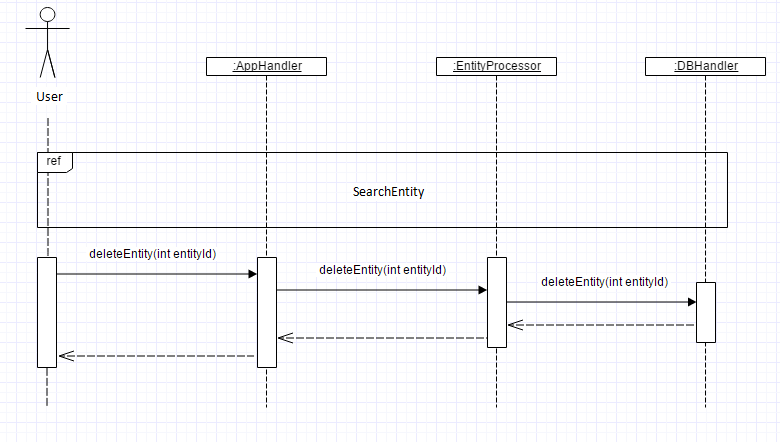 :AppHandler
:EntityProcessor
:DBHandler
User
ref
SearchEntity
deleteEntity(int entityId)
deleteEntity(int entityId)
deleteEntity(int entityId)